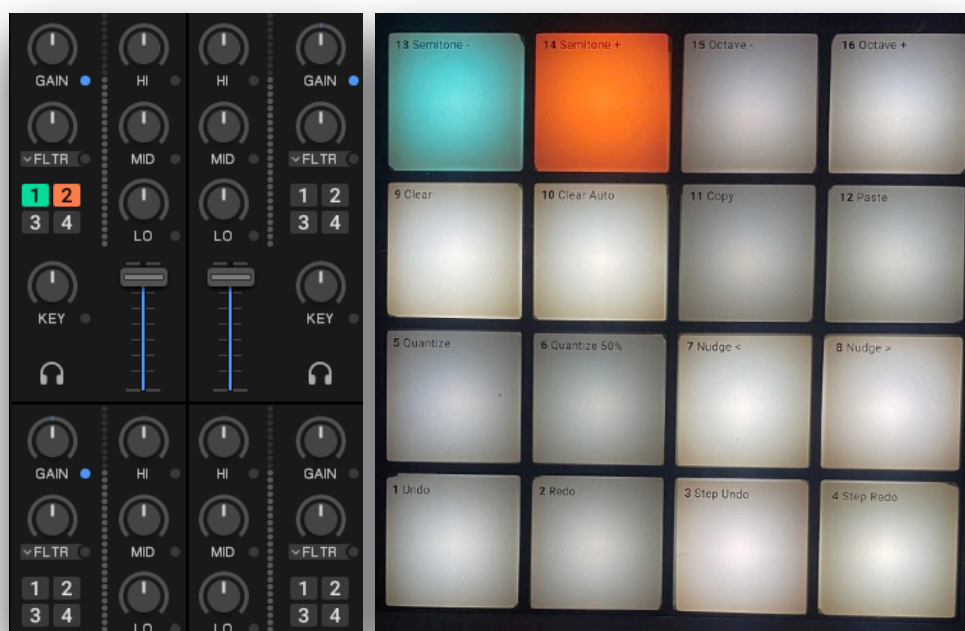 GAIN HI HI GAIN
FLTR MID MID FLTR
1 2 1 2
3 4 3 4
LO LO
KEY KEY
GAIN HI HI GAIN
FLTR MID MID FLTR
1 2 1 2
3 4 3 4
LO LO
13 Semitone -
14 Semitone +
15 Octave -
16 Octave +
9 Clear
10 Clear Auto
11 Copy
12 Paste
5 Quantize
6 Quantize 50%
7 Nudge <
8 Nudge >
1 Undo
2 Redo
3 Step Undo
4 Step Redo